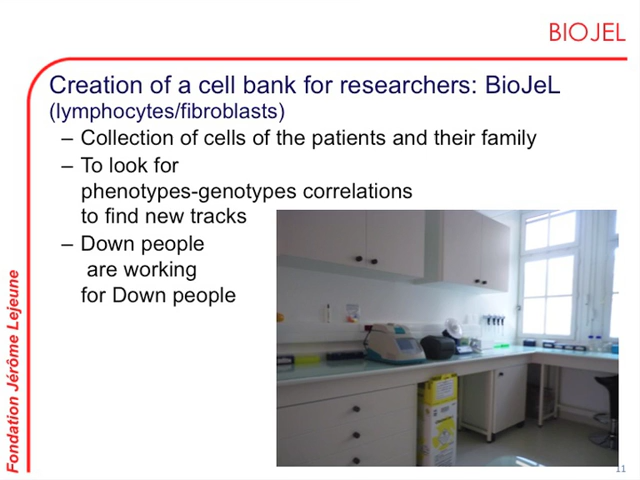 BIOJEL
Creation of a cell bank for researchers: BioJeL
(lymphocytes/fibroblasts)
– Collection of cells of the patients and their family
– To look for
phenotypes-genotypes correlations
to find new tracks
– Down people
are working
for Down people
Fondation Jérôme Lejeune
11